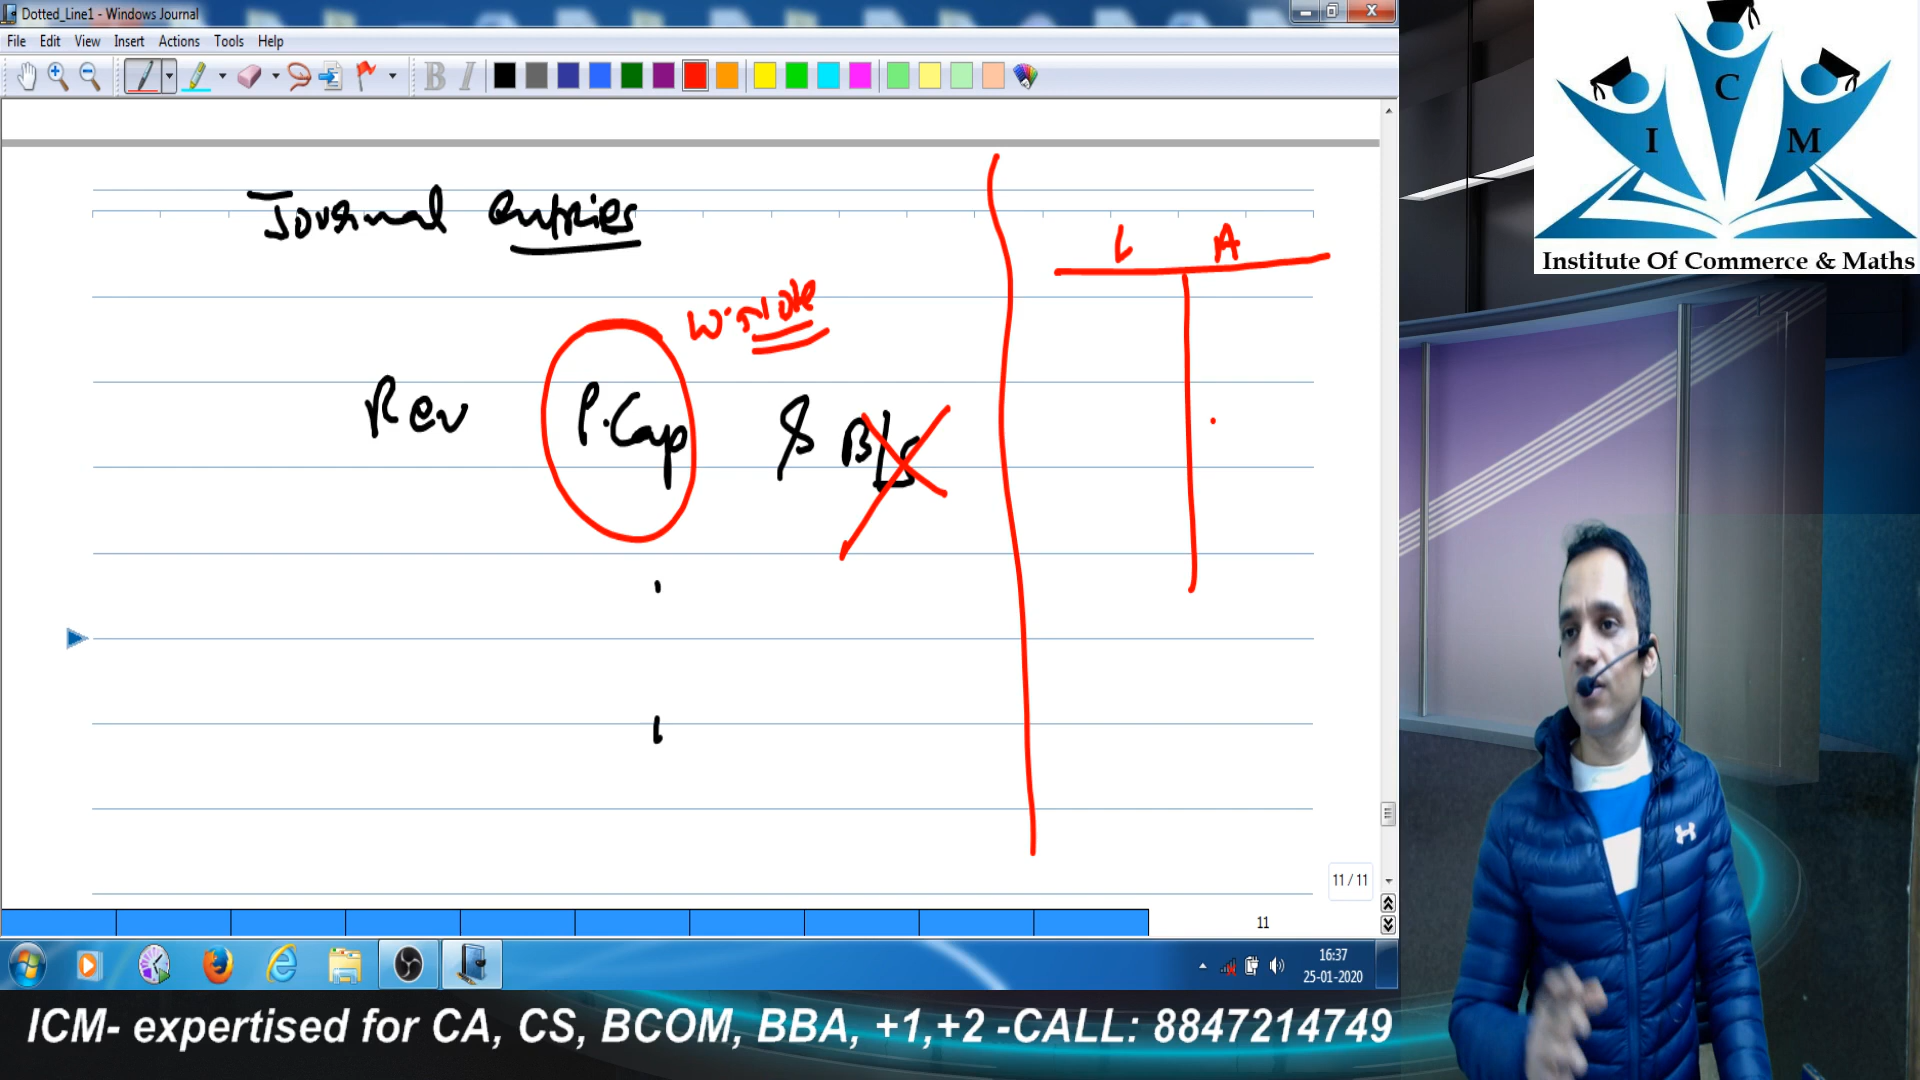 Dotted_Line1 - Windows Journal
File Edit View Insert Actions Tools Help
B I
Journal entries
L A
W. Note
Rev P. Cap & B/S
11 / 11
11
16:37
25-01-2020
I C M
Institute Of Commerce & Maths
ICM- expertised for CA, CS, BCOM, BBA, +1,+2 -CALL: 8847214749